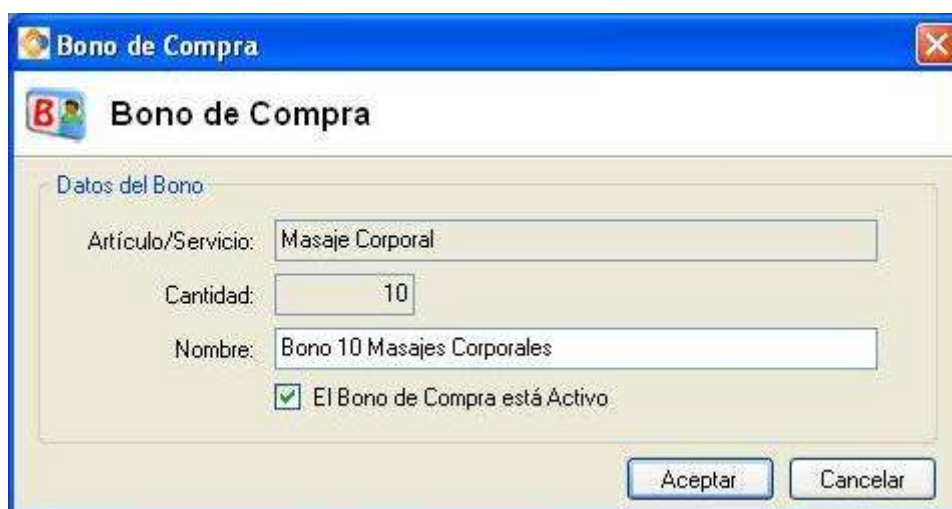 Bono de Compra
B Bono de Compra
Datos del Bono
Artículo/Servicio: Masaje Corporal
Cantidad: 10
Nombre: Bono 10 Masajes Corporales
El Bono de Compra está Activo
Aceptar Cancelar